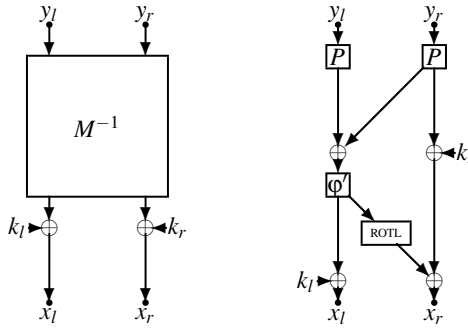 y_l y_r y_l y_r
P P
M^{-1}
k
φ′
k_l k_r ROTL
k_l
x_l x_r x_l x_r